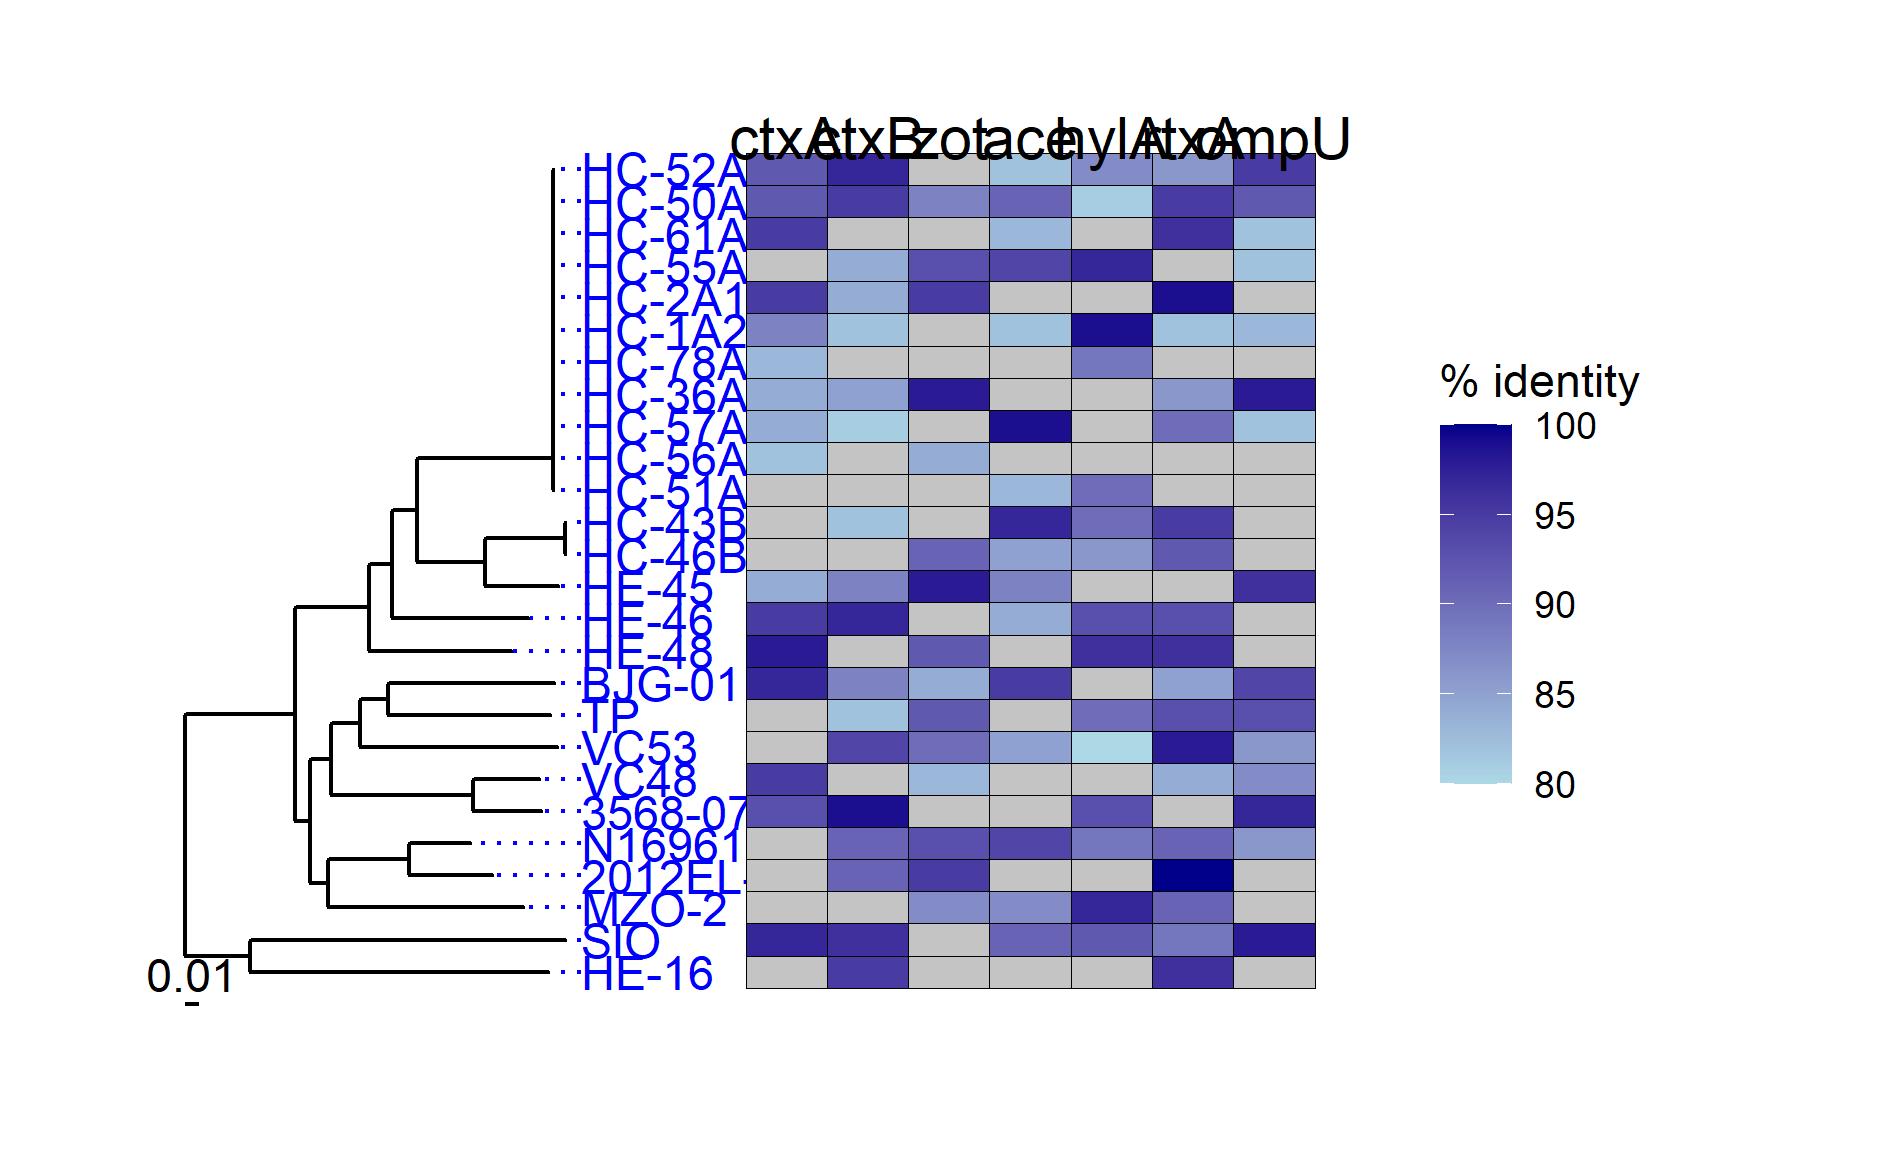 ctxA ctxB zot ace hylA rtxA ompU
HC-52A
HC-50A
HC-61A
HC-55A
HC-2A1
HC-1A2
HC-78A
HC-36A
HC-57A
HC-56A
HC-51A
HC-43B
HC-46B
HE-45
HE-46
HE-48
BJG-01
TP
VC53
VC48
3568-07
N16961
2012EL-
MZO-2
SIO
HE-16
0.01
% identity
100
95
90
85
80